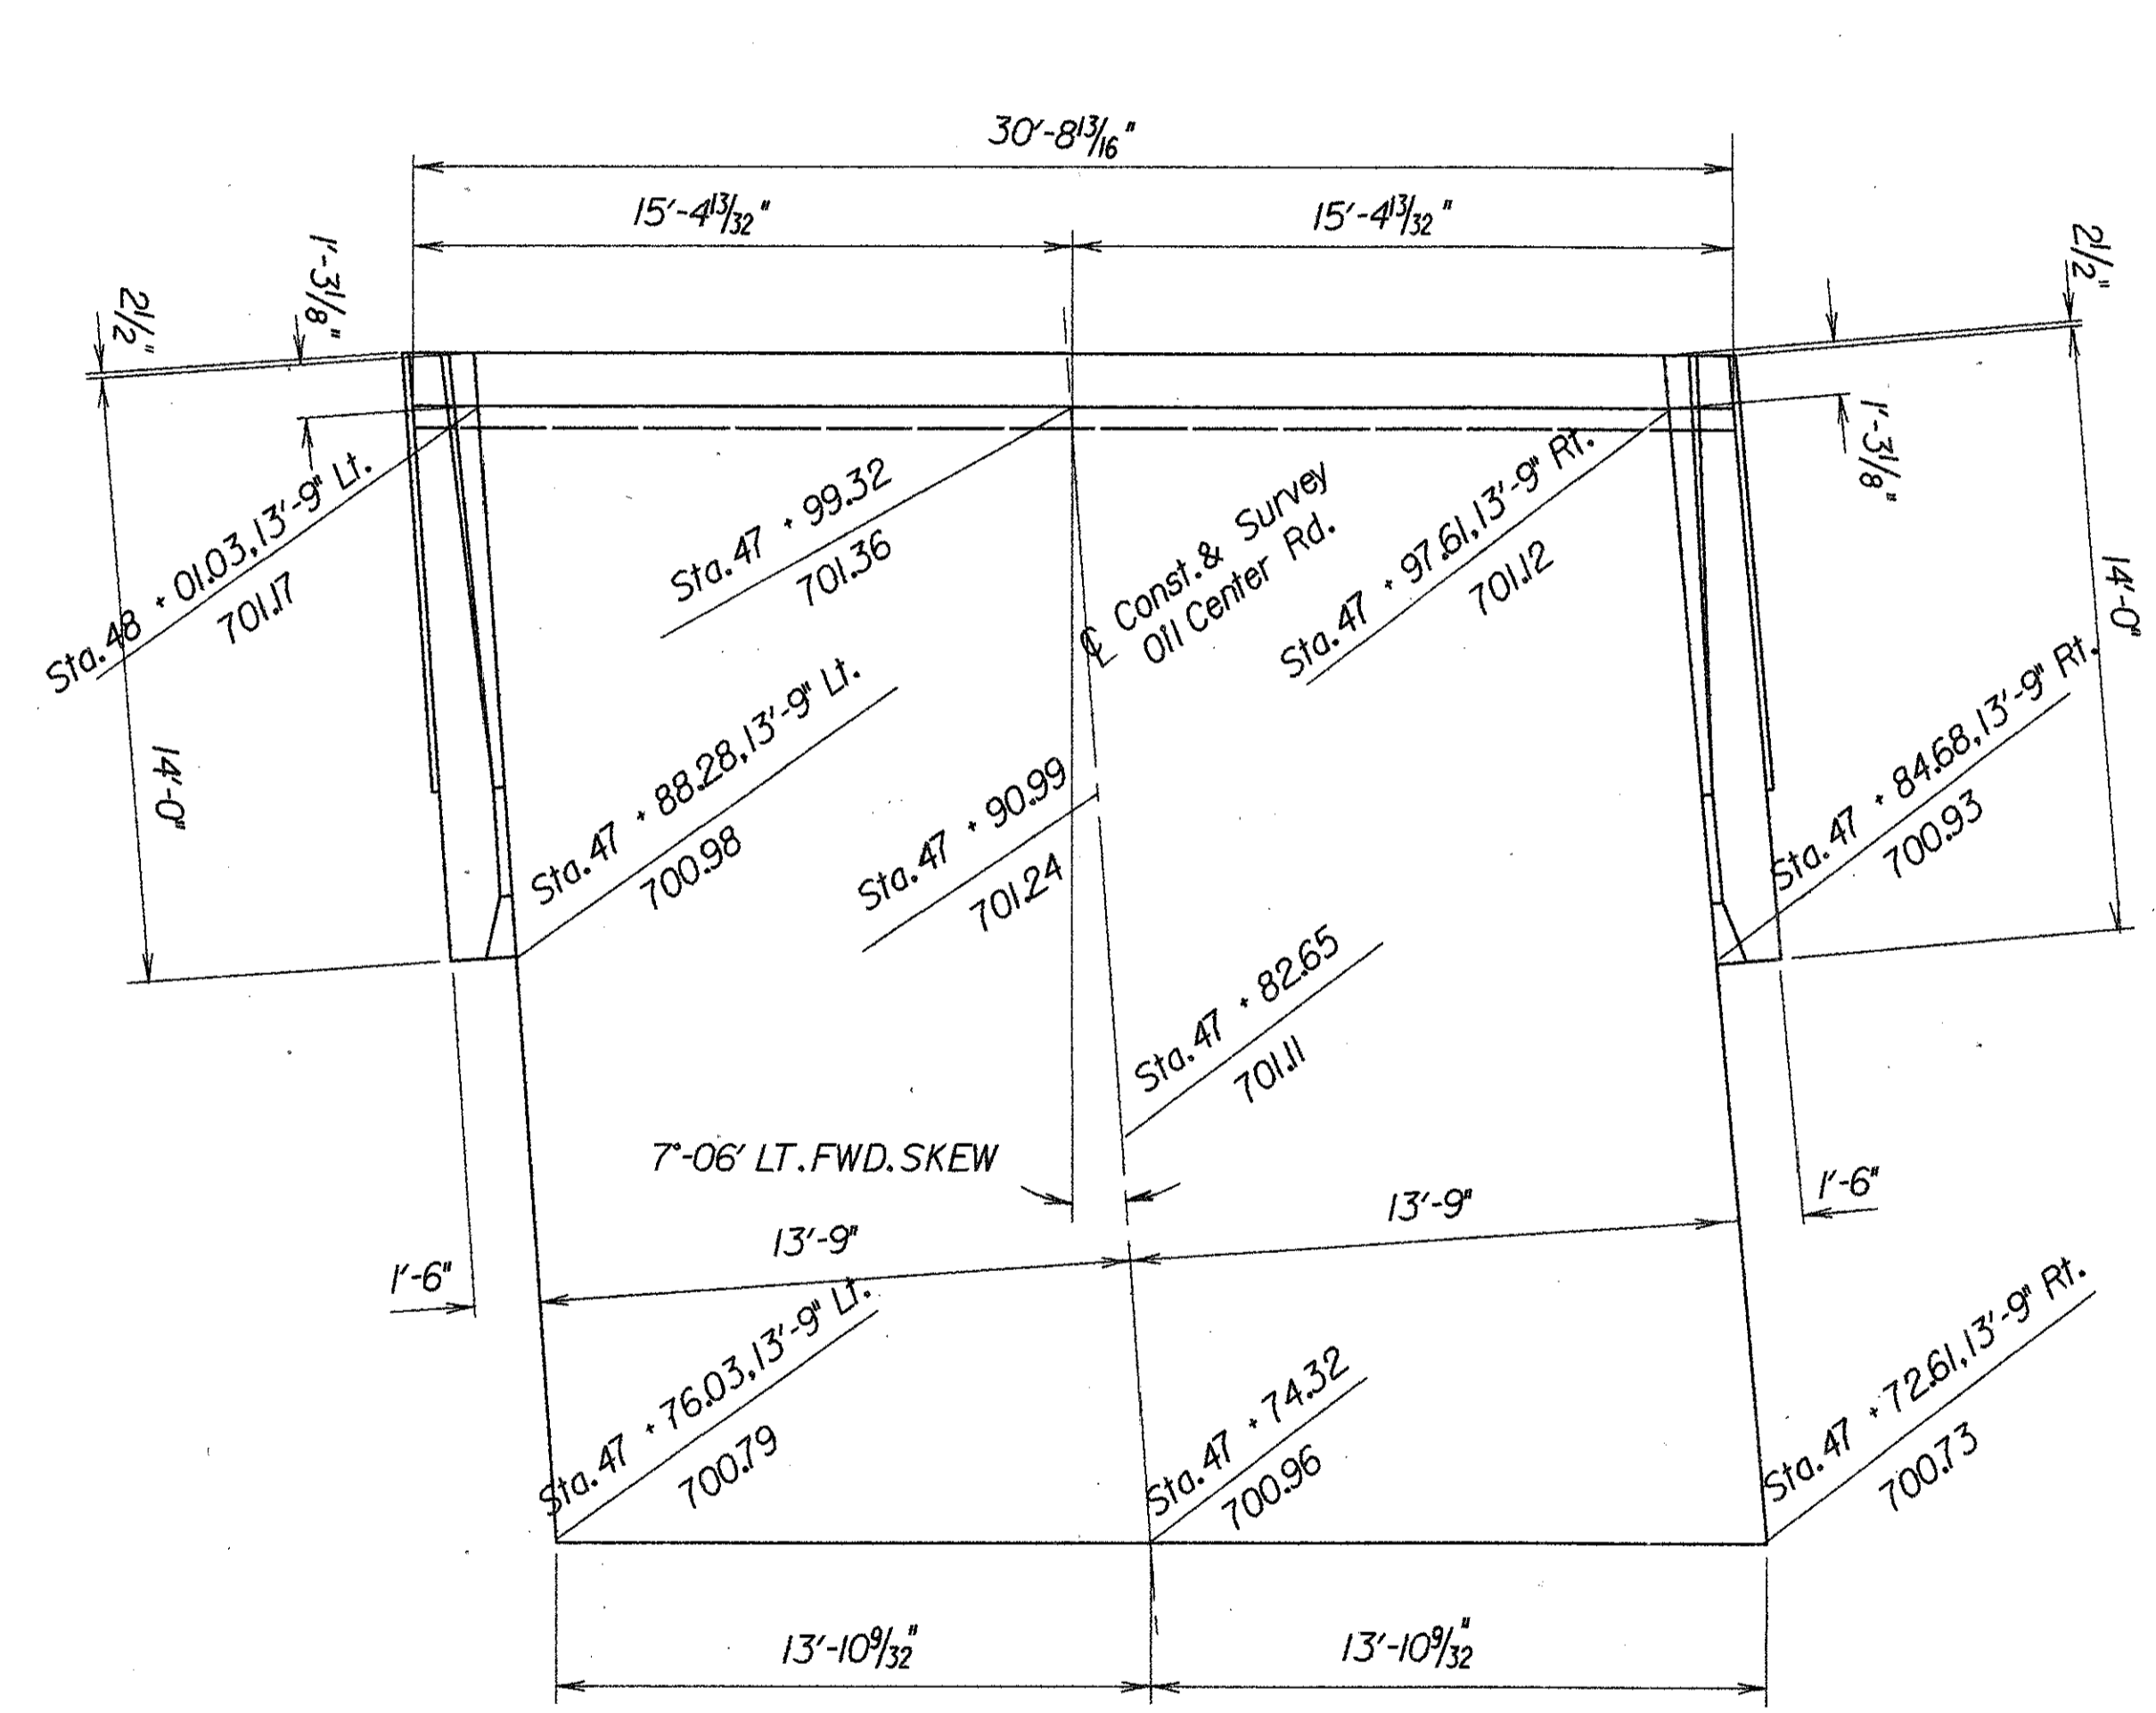 30'-8 13/16"
15'-4 13/32"
15'-4 13/32"
2 1/2"
1'-3 1/8"
2 1/2"
1'-3 1/8"
Sta. 48 + 01.03, 13'-9" Lt.
701.17
Sta. 47 + 99.32
701.36
℄ Const. & Survey
Oil Center Rd.
Sta. 47 + 97.61, 13'-9" Rt.
701.12
14'-0"
14'-0"
Sta. 47 + 88.28, 13'-9" Lt.
700.98
Sta. 47 + 90.99
701.24
Sta. 47 + 84.68, 13'-9" Rt.
700.93
Sta. 47 + 82.65
701.11
7°-06' LT. FWD. SKEW
1'-6"
13'-9"
13'-9"
1'-6"
Sta. 47 + 76.03, 13'-9" Lt.
700.79
Sta. 47 + 74.32
700.96
Sta. 47 + 72.61, 13'-9" Rt.
700.73
13'-10 9/32"
13'-10 9/32"